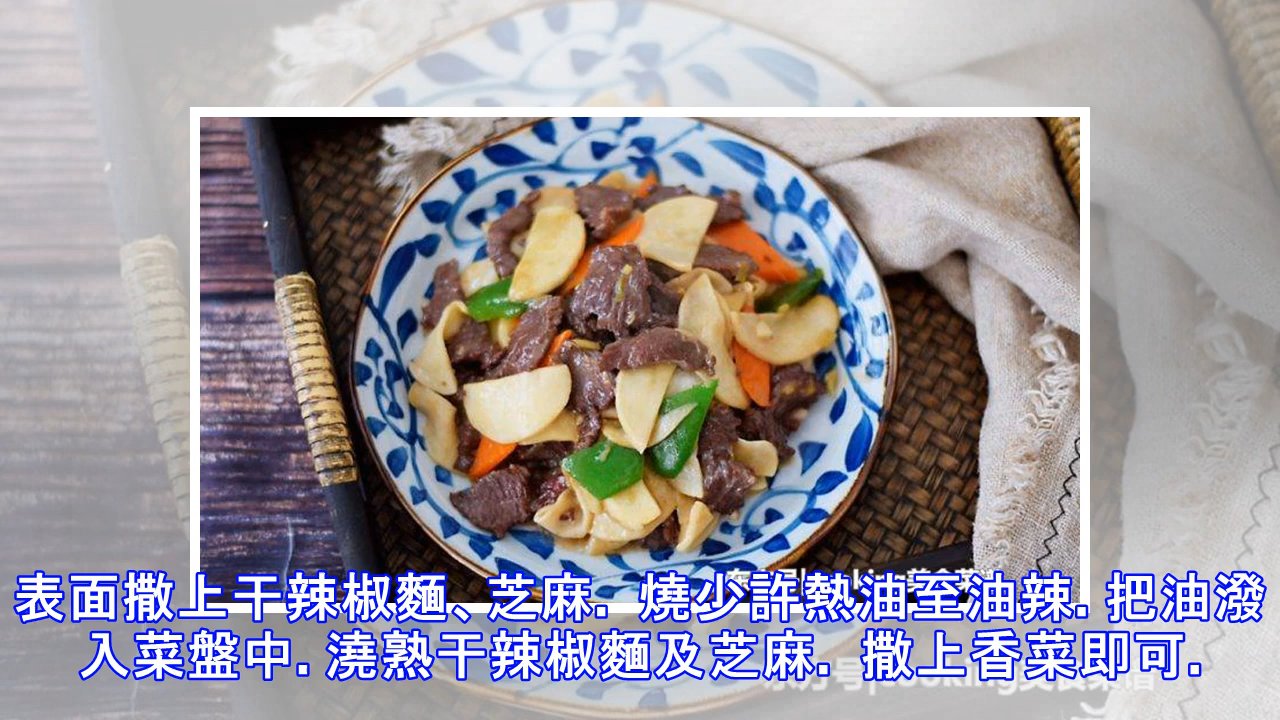 表面撒上干辣椒麵、芝麻. 燒少許熱油至油辣. 把油潑
入菜盤中. 澆熟干辣椒麵及芝麻. 撒上香菜即可.